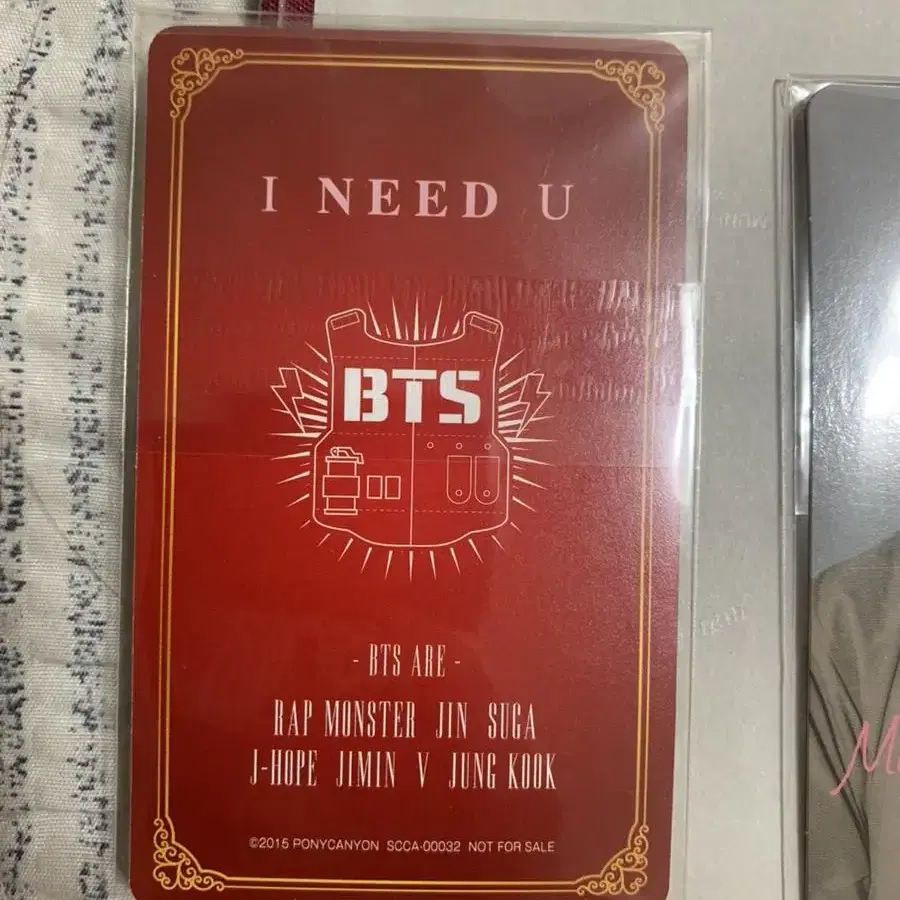 I NEED U
BTS
- BTS ARE -
RAP MONSTER JIN SUGA
J-HOPE JIMIN V JUNG KOOK
©2015 PONYCANYON SCCA-00032 NOT FOR SALE